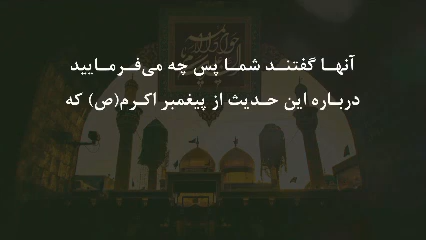 آنها گفتند شما پس چه می‌فرمایید
درباره این حدیث از پیغمبر اکرم(ص) که